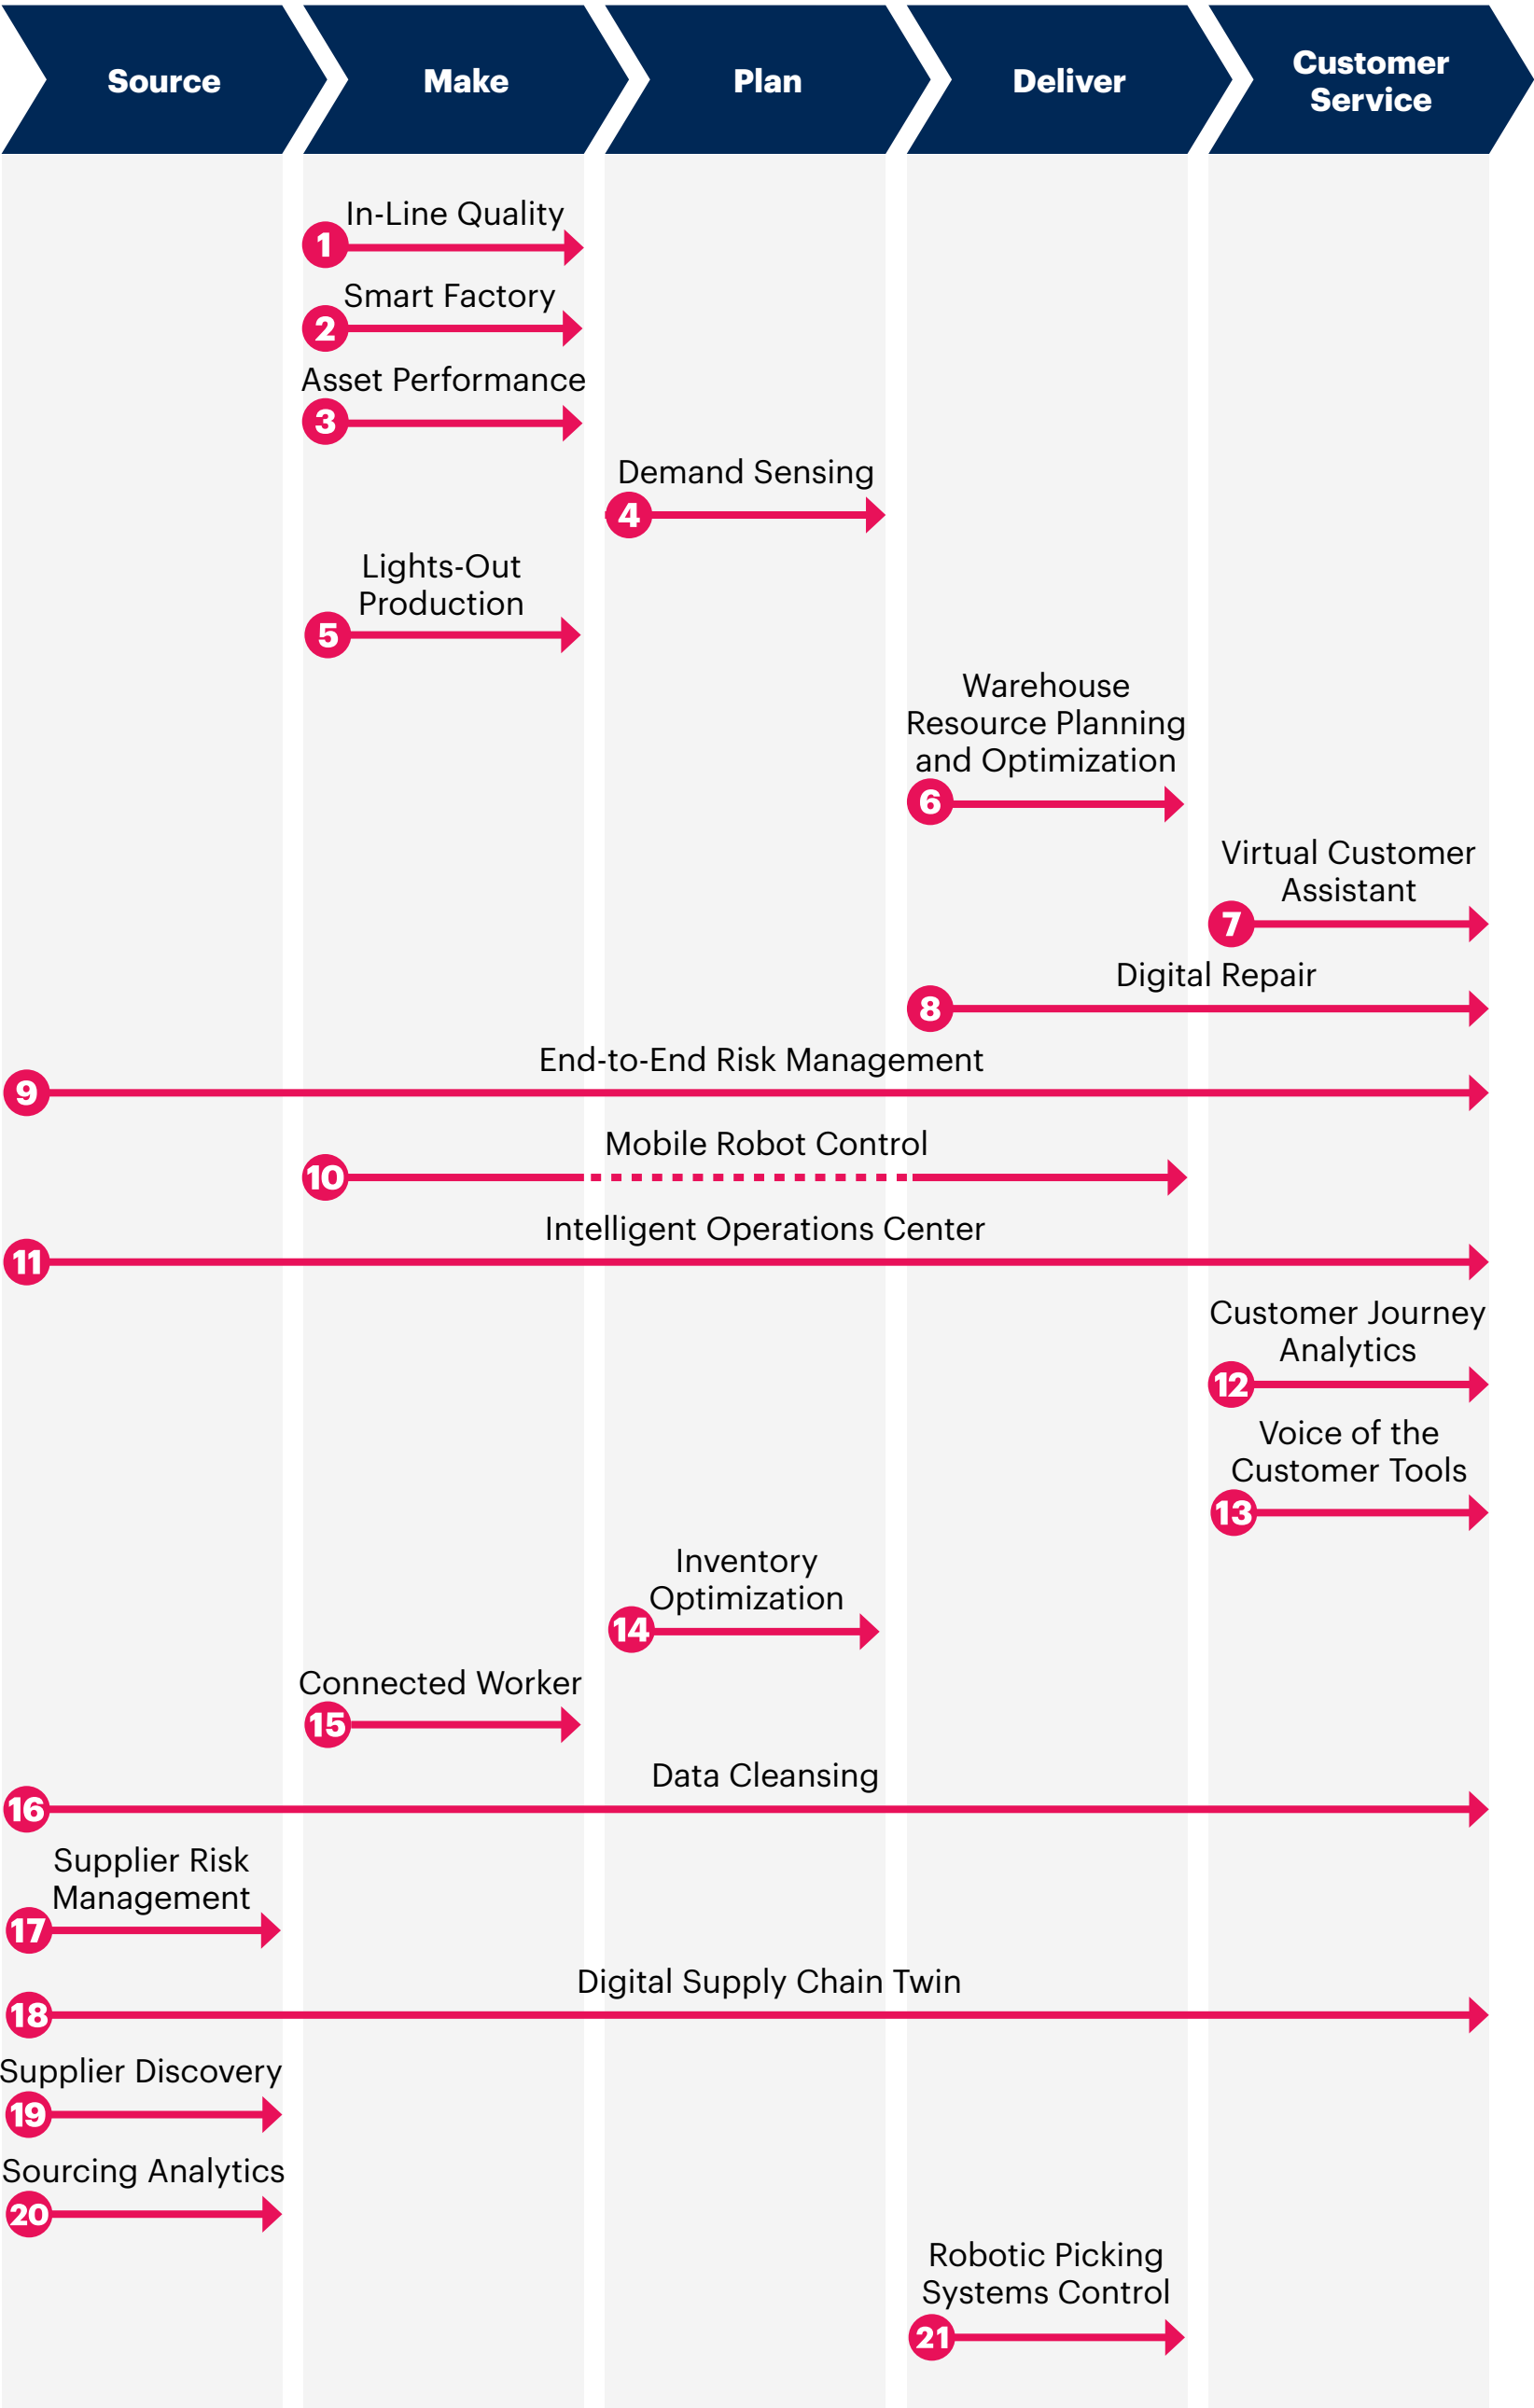 Source
Make
Plan
Deliver
Customer
Service
In-Line Quality
1
Smart Factory
2
Asset Performance
3
Demand Sensing
4
Lights-Out
Production
5
Warehouse
Resource Planning
and Optimization
6
Virtual Customer
Assistant
7
Digital Repair
8
End-to-End Risk Management
9
Mobile Robot Control
10
Intelligent Operations Center
11
Customer Journey
Analytics
12
Voice of the
Customer Tools
13
Inventory
Optimization
14
Connected Worker
15
Data Cleansing
16
Supplier Risk
Management
17
Digital Supply Chain Twin
18
Supplier Discovery
19
Sourcing Analytics
20
Robotic Picking
Systems Control
21